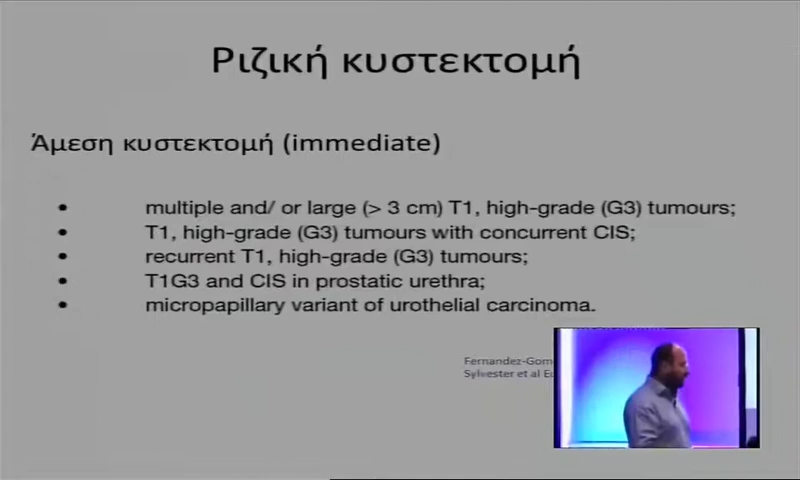 Ριζική κυστεκτομή
Άμεση κυστεκτομή (immediate)
• multiple and/ or large (> 3 cm) T1, high-grade (G3) tumours;
• T1, high-grade (G3) tumours with concurrent CIS;
• recurrent T1, high-grade (G3) tumours;
• T1G3 and CIS in prostatic urethra;
• micropapillary variant of urothelial carcinoma.
Sylvester et al